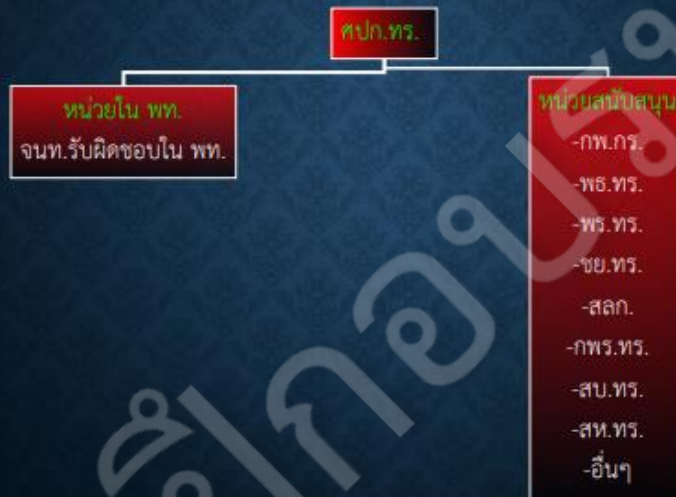 ศปก.ทร.
หน่วยใน พท.
จนท.รับผิดชอบใน พท.
หน่วยสนับสนุน
-กพ.กร.
-พธ.ทร.
-พร.ทร.
-ชย.ทร.
-สลก.
-กพร.ทร.
-สบ.ทร.
-สห.ทร.
-อื่นๆ